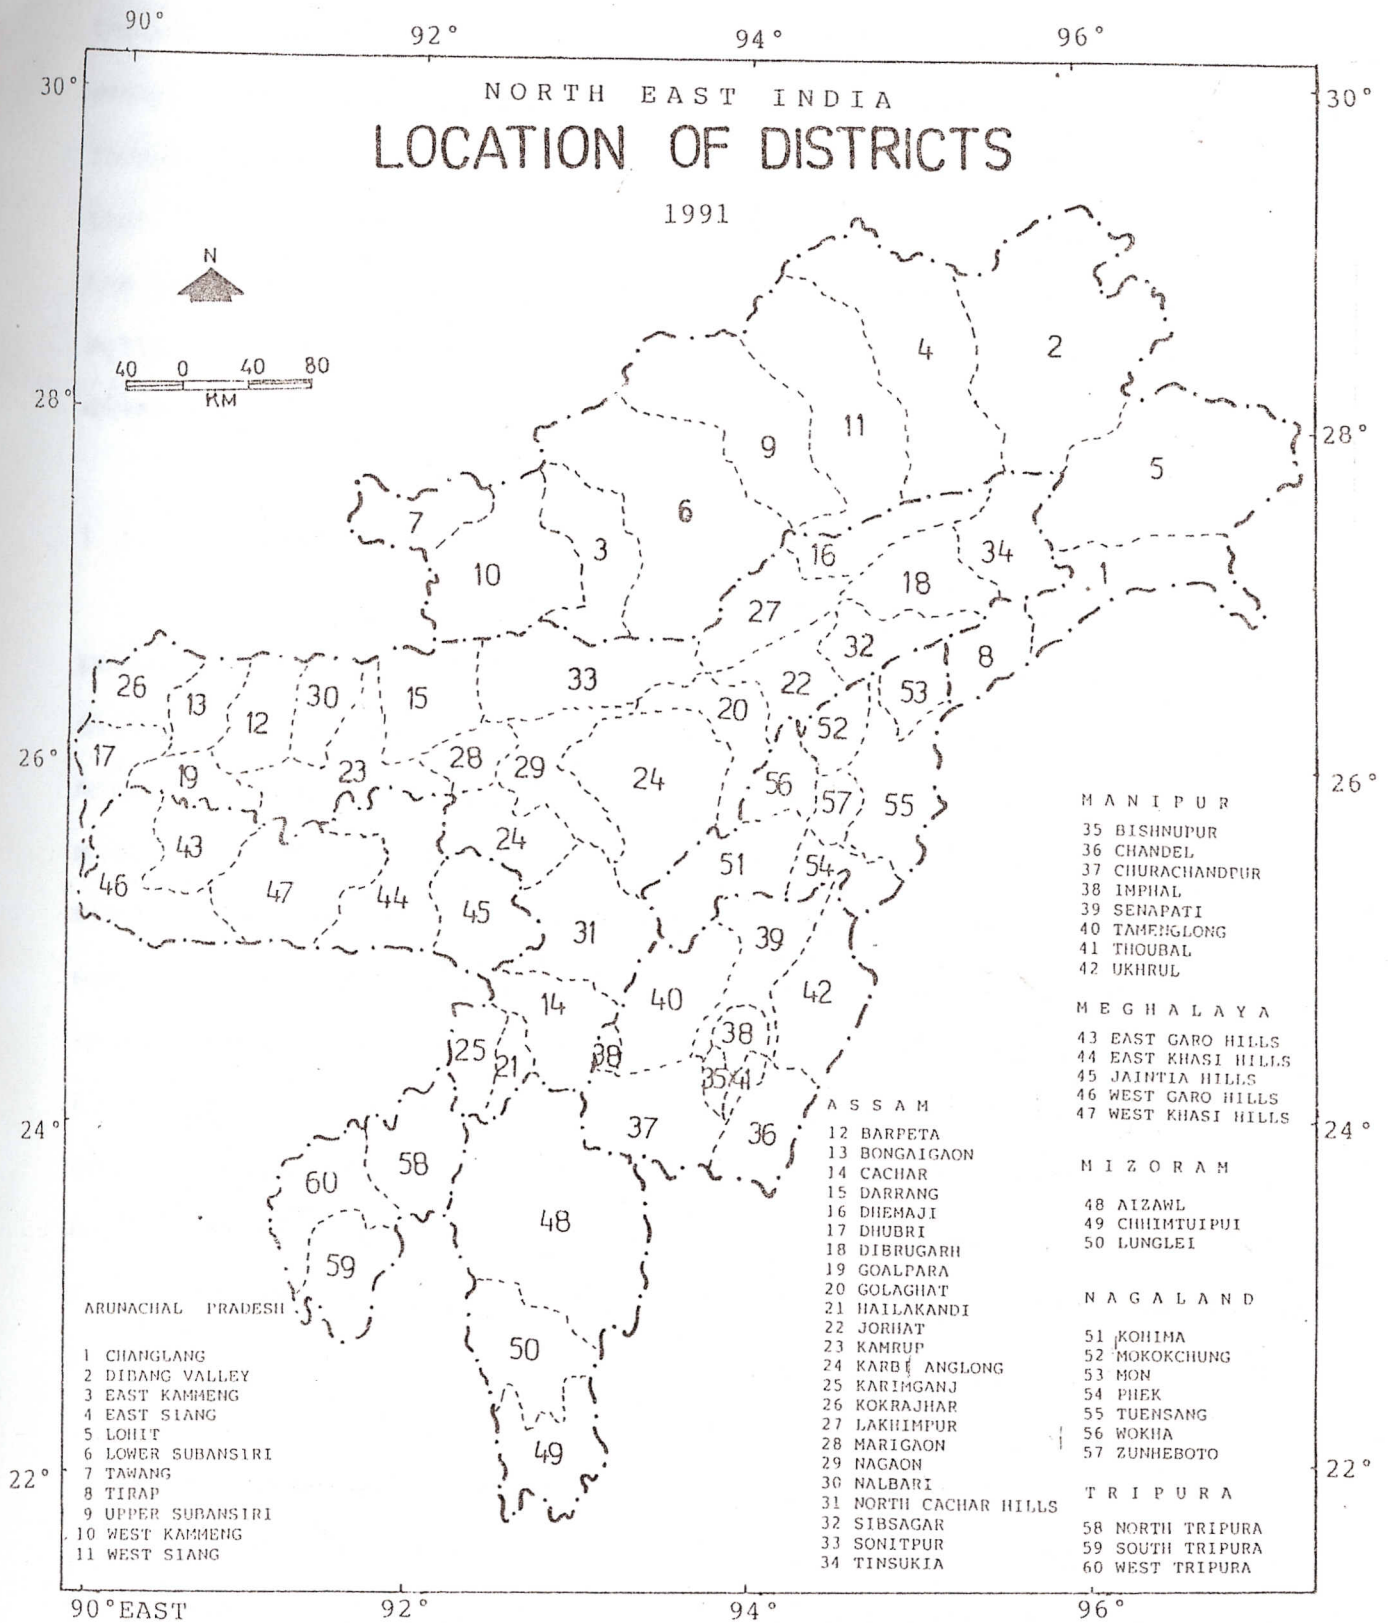 90° 92° 94° 96°
30° 30°
NORTH EAST INDIA
LOCATION OF DISTRICTS
1991
N
40 0 40 80
KM
28° 28°
2
4
11
9
5
7
6
10
3
16
34
18
1
27
32
8
26
13
12
30
15
33
22
20
53
52
26° 26°
17
19
23
28
29
24
56
57
55
43
24
51
54
46
47
44
45
31
39
14
40
42
25
21
38
38
35
41
24° 24°
37
36
58
60
48
59
50
49
22° 22°
ARUNACHAL PRADESH
1 CHANGLANG
2 DIBANG VALLEY
3 EAST KAMMENG
4 EAST SIANG
5 LOHIT
6 LOWER SUBANSIRI
7 TAWANG
8 TIRAP
9 UPPER SUBANSIRI
10 WEST KAMMENG
11 WEST SIANG
ASSAM
12 BARPETA
13 BONGAIGAON
14 CACHAR
15 DARRANG
16 DHEMAJI
17 DHUBRI
18 DIBRUGARH
19 GOALPARA
20 GOLAGHAT
21 HAILAKANDI
22 JORHAT
23 KAMRUP
24 KARBI ANGLONG
25 KARIMGANJ
26 KOKRAJHAR
27 LAKHIMPUR
28 MARIGAON
29 NAGAON
30 NALBARI
31 NORTH CACHAR HILLS
32 SIBSAGAR
33 SONITPUR
34 TINSUKIA
MANIPUR
35 BISHNUPUR
36 CHANDEL
37 CHURACHANDPUR
38 IMPHAL
39 SENAPATI
40 TAMENGLONG
41 THOUBAL
42 UKHRUL
MEGHALAYA
43 EAST GARO HILLS
44 EAST KHASI HILLS
45 JAINTIA HILLS
46 WEST GARO HILLS
47 WEST KHASI HILLS
MIZORAM
48 AIZAWL
49 CHHIMTUIPUI
50 LUNGLEI
NAGALAND
51 KOHIMA
52 MOKOKCHUNG
53 MON
54 PHEK
55 TUENSANG
56 WOKHA
57 ZUNHEBOTO
TRIPURA
58 NORTH TRIPURA
59 SOUTH TRIPURA
60 WEST TRIPURA
90° EAST 92° 94° 96°